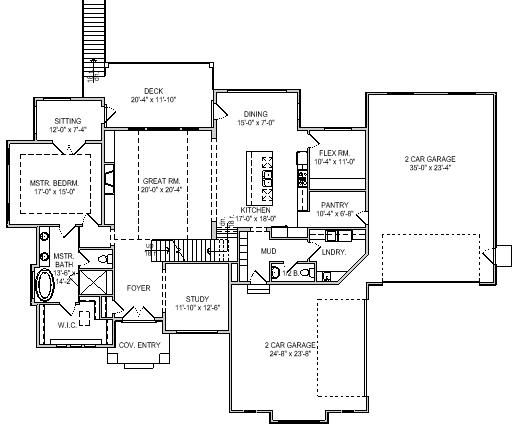 DECK
20'-4" x 11'-10"
SITTING
12'-0" x 7'-4"
DINING
15'-0" x 7'-0"
FLEX RM.
10'-4" x 11'-0"
2 CAR GARAGE
35'-0" x 23'-4"
MSTR. BEDRM.
17'-0" x 15'-0"
GREAT RM.
20'-0" x 20'-4"
KITCHEN
17'-0" x 18'-0"
PANTRY
10'-4" x 6'-8"
MSTR.
BATH
13'-6" x
14'-2"
MUD
LNDRY.
1/2 B.
FOYER
STUDY
11'-10" x 12'-6"
W.I.C.
COV. ENTRY
2 CAR GARAGE
24'-8" x 23'-8"